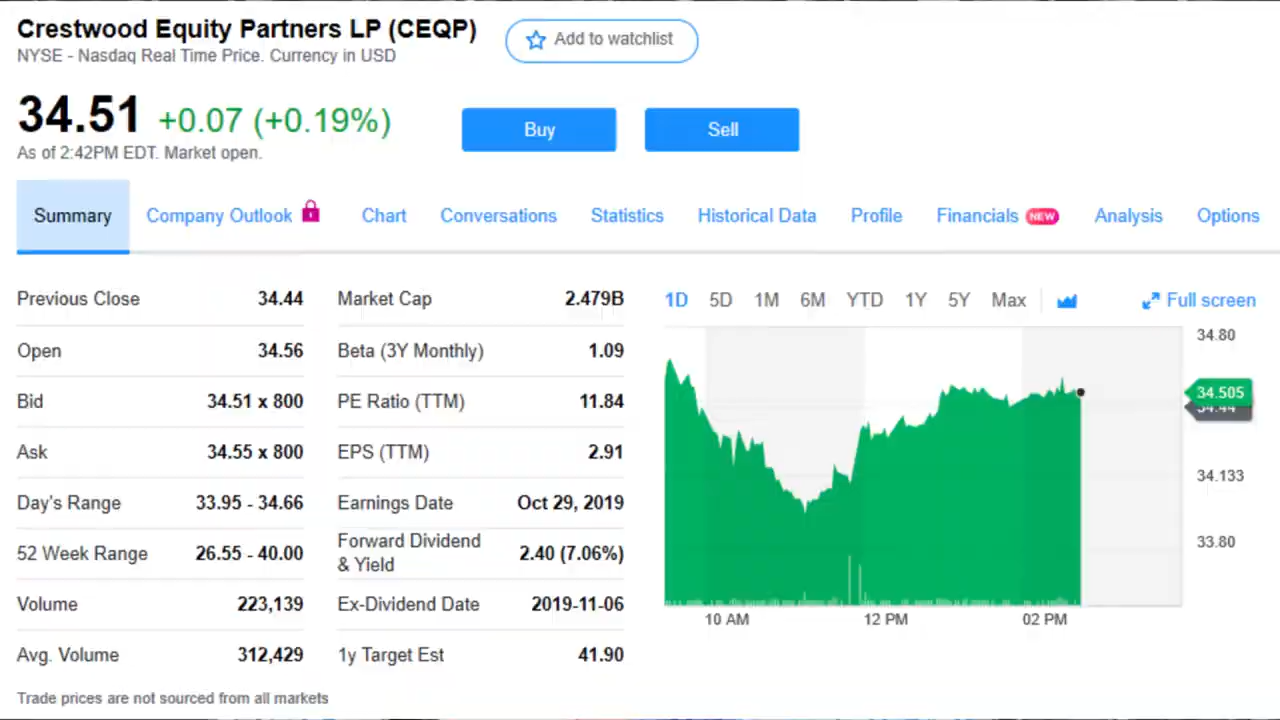 Crestwood Equity Partners LP (CEQP)
Add to watchlist
NYSE - Nasdaq Real Time Price. Currency in USD
34.51 +0.07 (+0.19%)
Buy Sell
As of 2:42PM EDT. Market open.
Summary Company Outlook Chart Conversations Statistics Historical Data Profile Financials NEW Analysis Options
Previous Close 34.44
Open 34.56
Bid 34.51 x 800
Ask 34.55 x 800
Day's Range 33.95 - 34.66
52 Week Range 26.55 - 40.00
Volume 223,139
Avg. Volume 312,429
Market Cap 2.479B
Beta (3Y Monthly) 1.09
PE Ratio (TTM) 11.84
EPS (TTM) 2.91
Earnings Date Oct 29, 2019
Forward Dividend
& Yield 2.40 (7.06%)
Ex-Dividend Date 2019-11-06
1y Target Est 41.90
1D 5D 1M 6M YTD 1Y 5Y Max Full screen
34.80
34.505
34.44
34.133
33.80
10 AM 12 PM 02 PM
Trade prices are not sourced from all markets